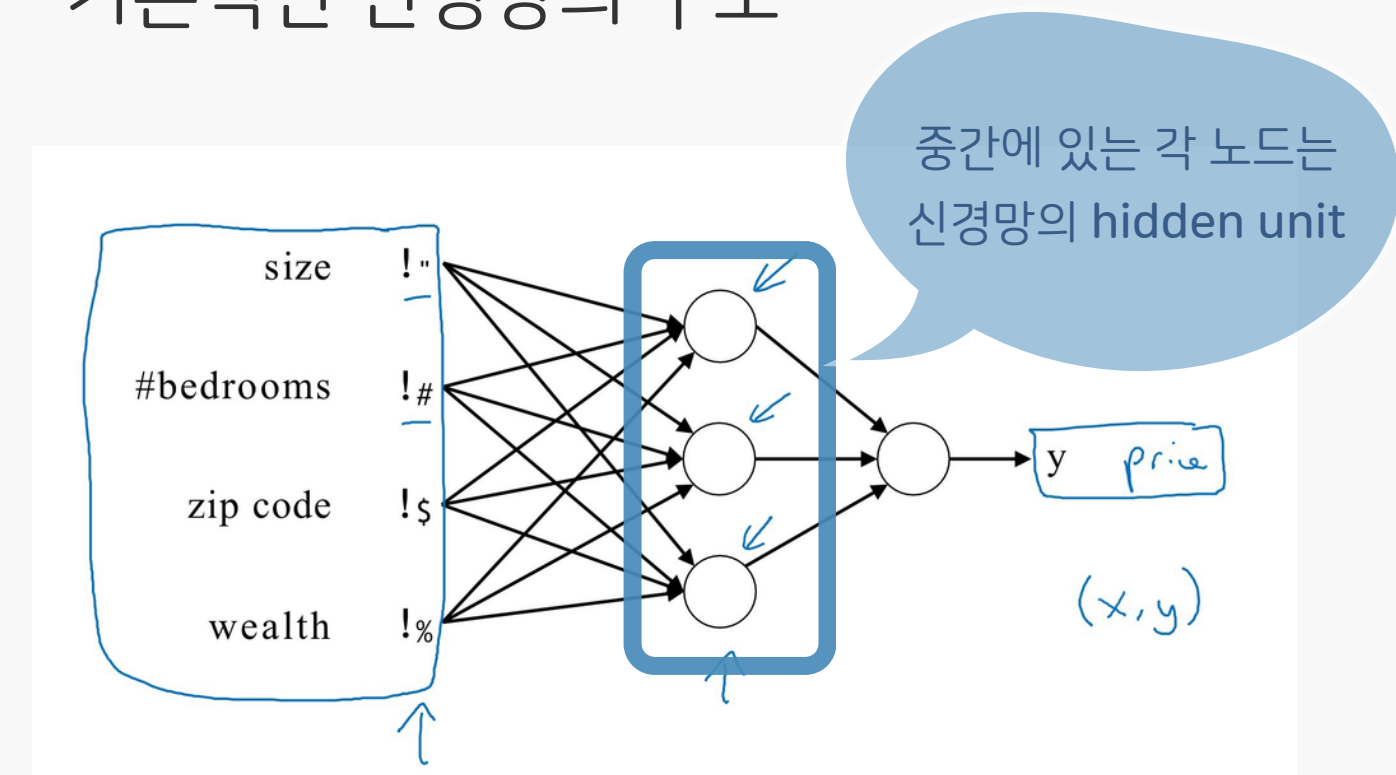 중간에 있는 각 노드는
신경망의 hidden unit
size !"
#bedrooms !#
zip code !$
wealth !%
y price
(x,y)